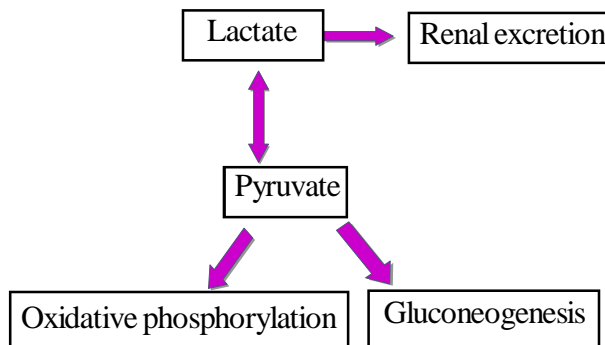 Lactate
Renal excretion
Pyruvate
Oxidative phosphorylation
Gluconeogenesis